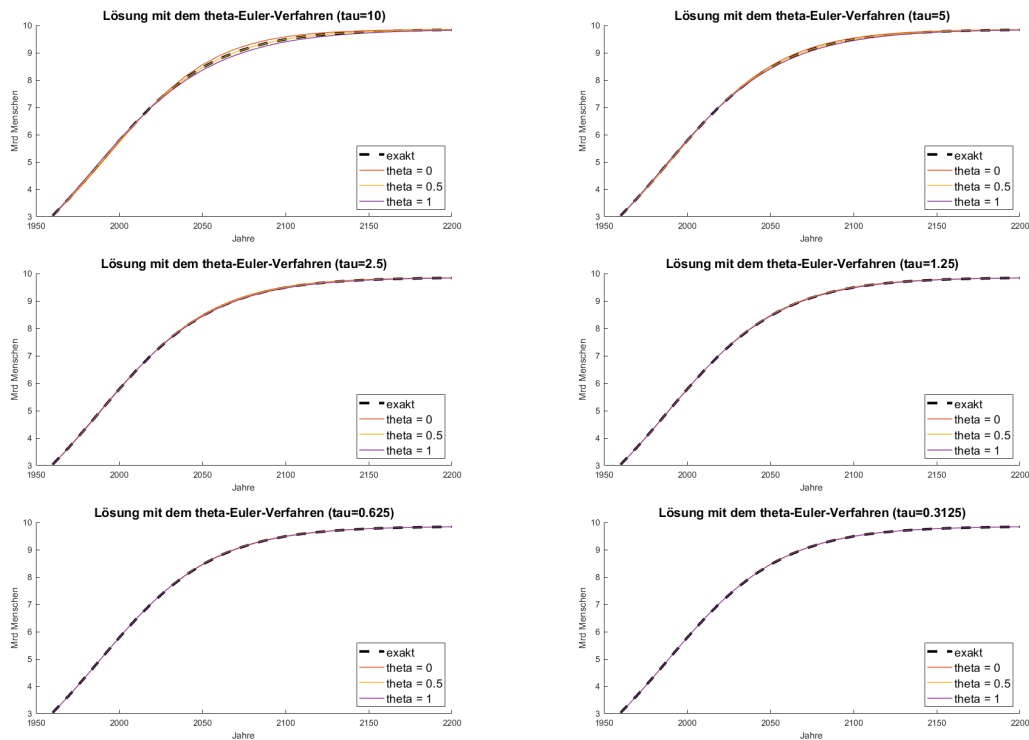 Lösung mit dem theta-Euler-Verfahren (tau=10)
10
9
8
7
6
5
4
3
Mrd Menschen
1950 2000 2050 2100 2150 2200
Jahre
exakt
theta = 0
theta = 0.5
theta = 1
Lösung mit dem theta-Euler-Verfahren (tau=5)
10
9
8
7
6
5
4
3
Mrd Menschen
1950 2000 2050 2100 2150 2200
Jahre
exakt
theta = 0
theta = 0.5
theta = 1
Lösung mit dem theta-Euler-Verfahren (tau=2.5)
10
9
8
7
6
5
4
3
Mrd Menschen
1950 2000 2050 2100 2150 2200
Jahre
exakt
theta = 0
theta = 0.5
theta = 1
Lösung mit dem theta-Euler-Verfahren (tau=1.25)
10
9
8
7
6
5
4
3
Mrd Menschen
1950 2000 2050 2100 2150 2200
Jahre
exakt
theta = 0
theta = 0.5
theta = 1
Lösung mit dem theta-Euler-Verfahren (tau=0.625)
10
9
8
7
6
5
4
3
Mrd Menschen
1950 2000 2050 2100 2150 2200
Jahre
exakt
theta = 0
theta = 0.5
theta = 1
Lösung mit dem theta-Euler-Verfahren (tau=0.3125)
10
9
8
7
6
5
4
3
Mrd Menschen
1950 2000 2050 2100 2150 2200
Jahre
exakt
theta = 0
theta = 0.5
theta = 1